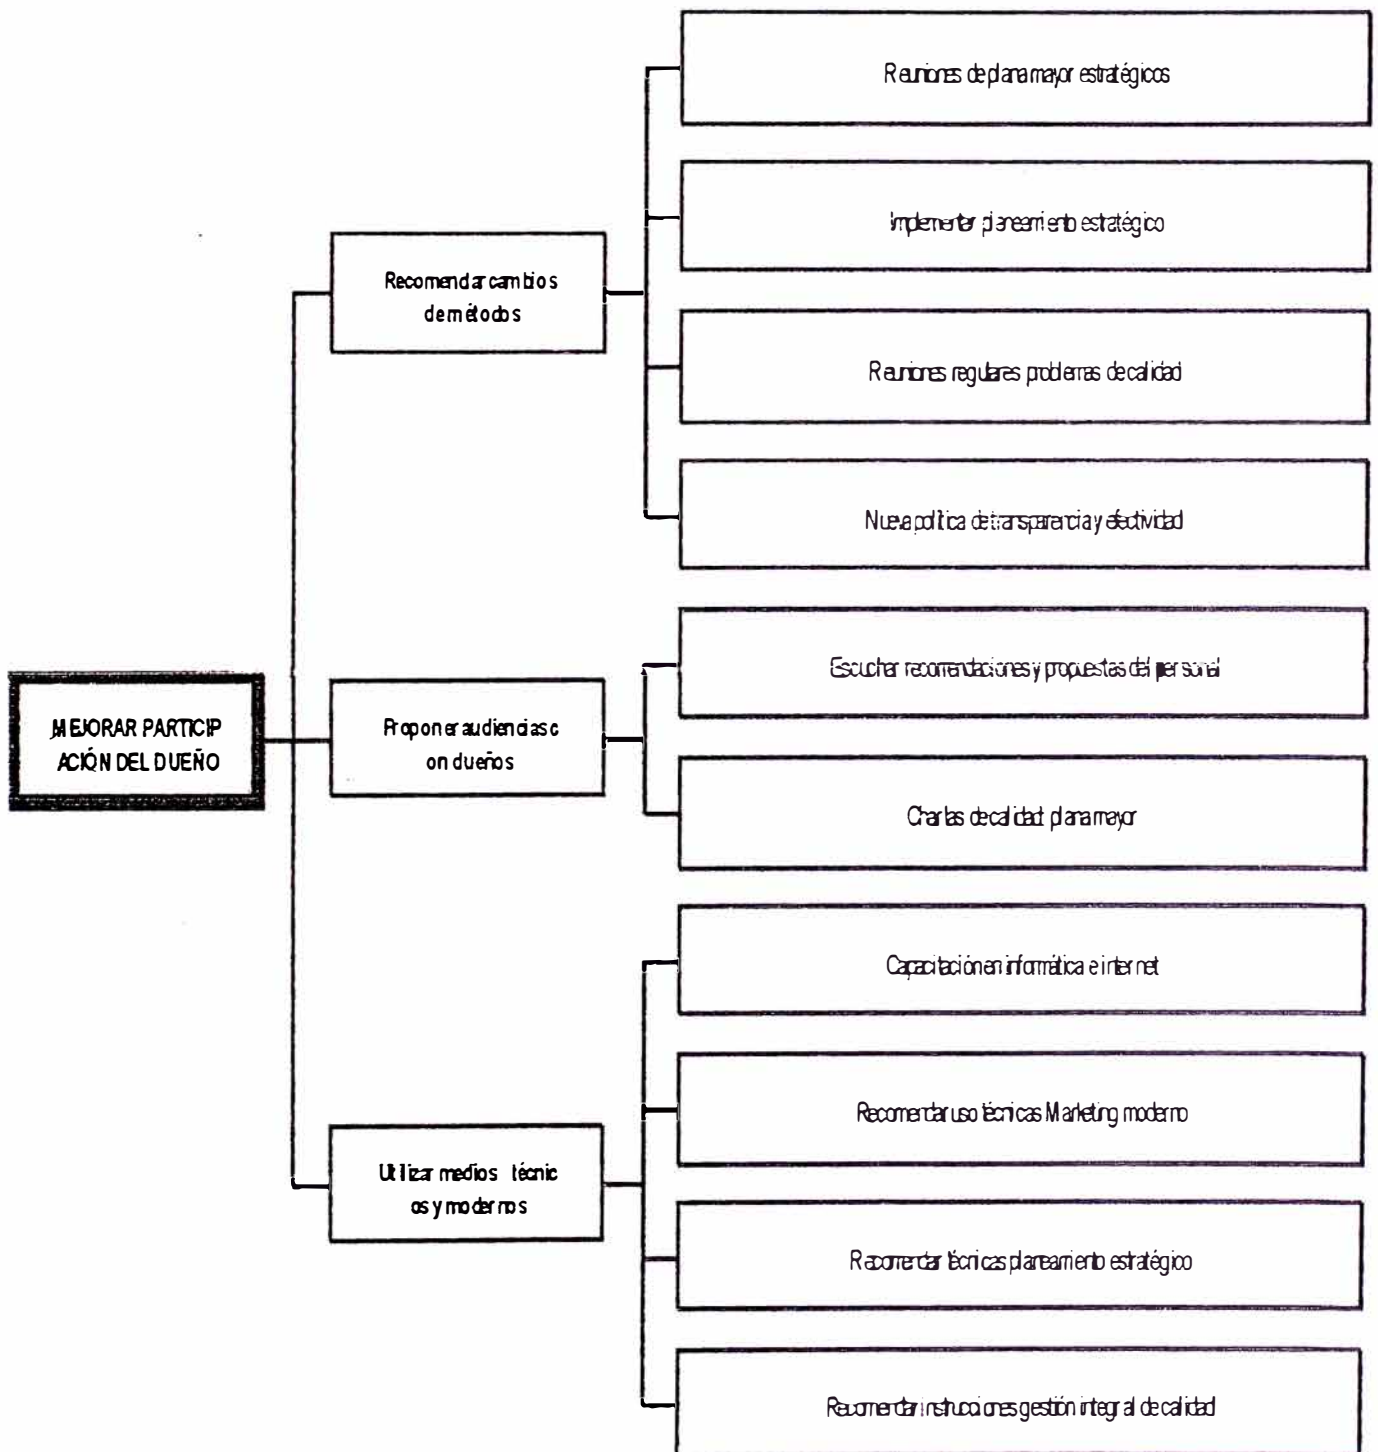 Reuniones de plana mayor estratégicos
Implementar planeamiento estratégico
Recomendar cambios
de métodos
Reuniones regulares problemas de calidad
Nueva política de transparencia y efectividad
Escuchar recomendaciones y propuestas del personal
MEJORAR PARTICIP
ACIÓN DEL DUEÑO
Proponer audiencias c
on dueños
Charlas de calidad plana mayor
Capacitación en informática e internet
Recomendar uso técnicas Marketing moderno
Utilizar medios técnic
os y modernos
Recomendar técnicas planeamiento estratégico
Recomendar instrucciones gestión integral de calidad